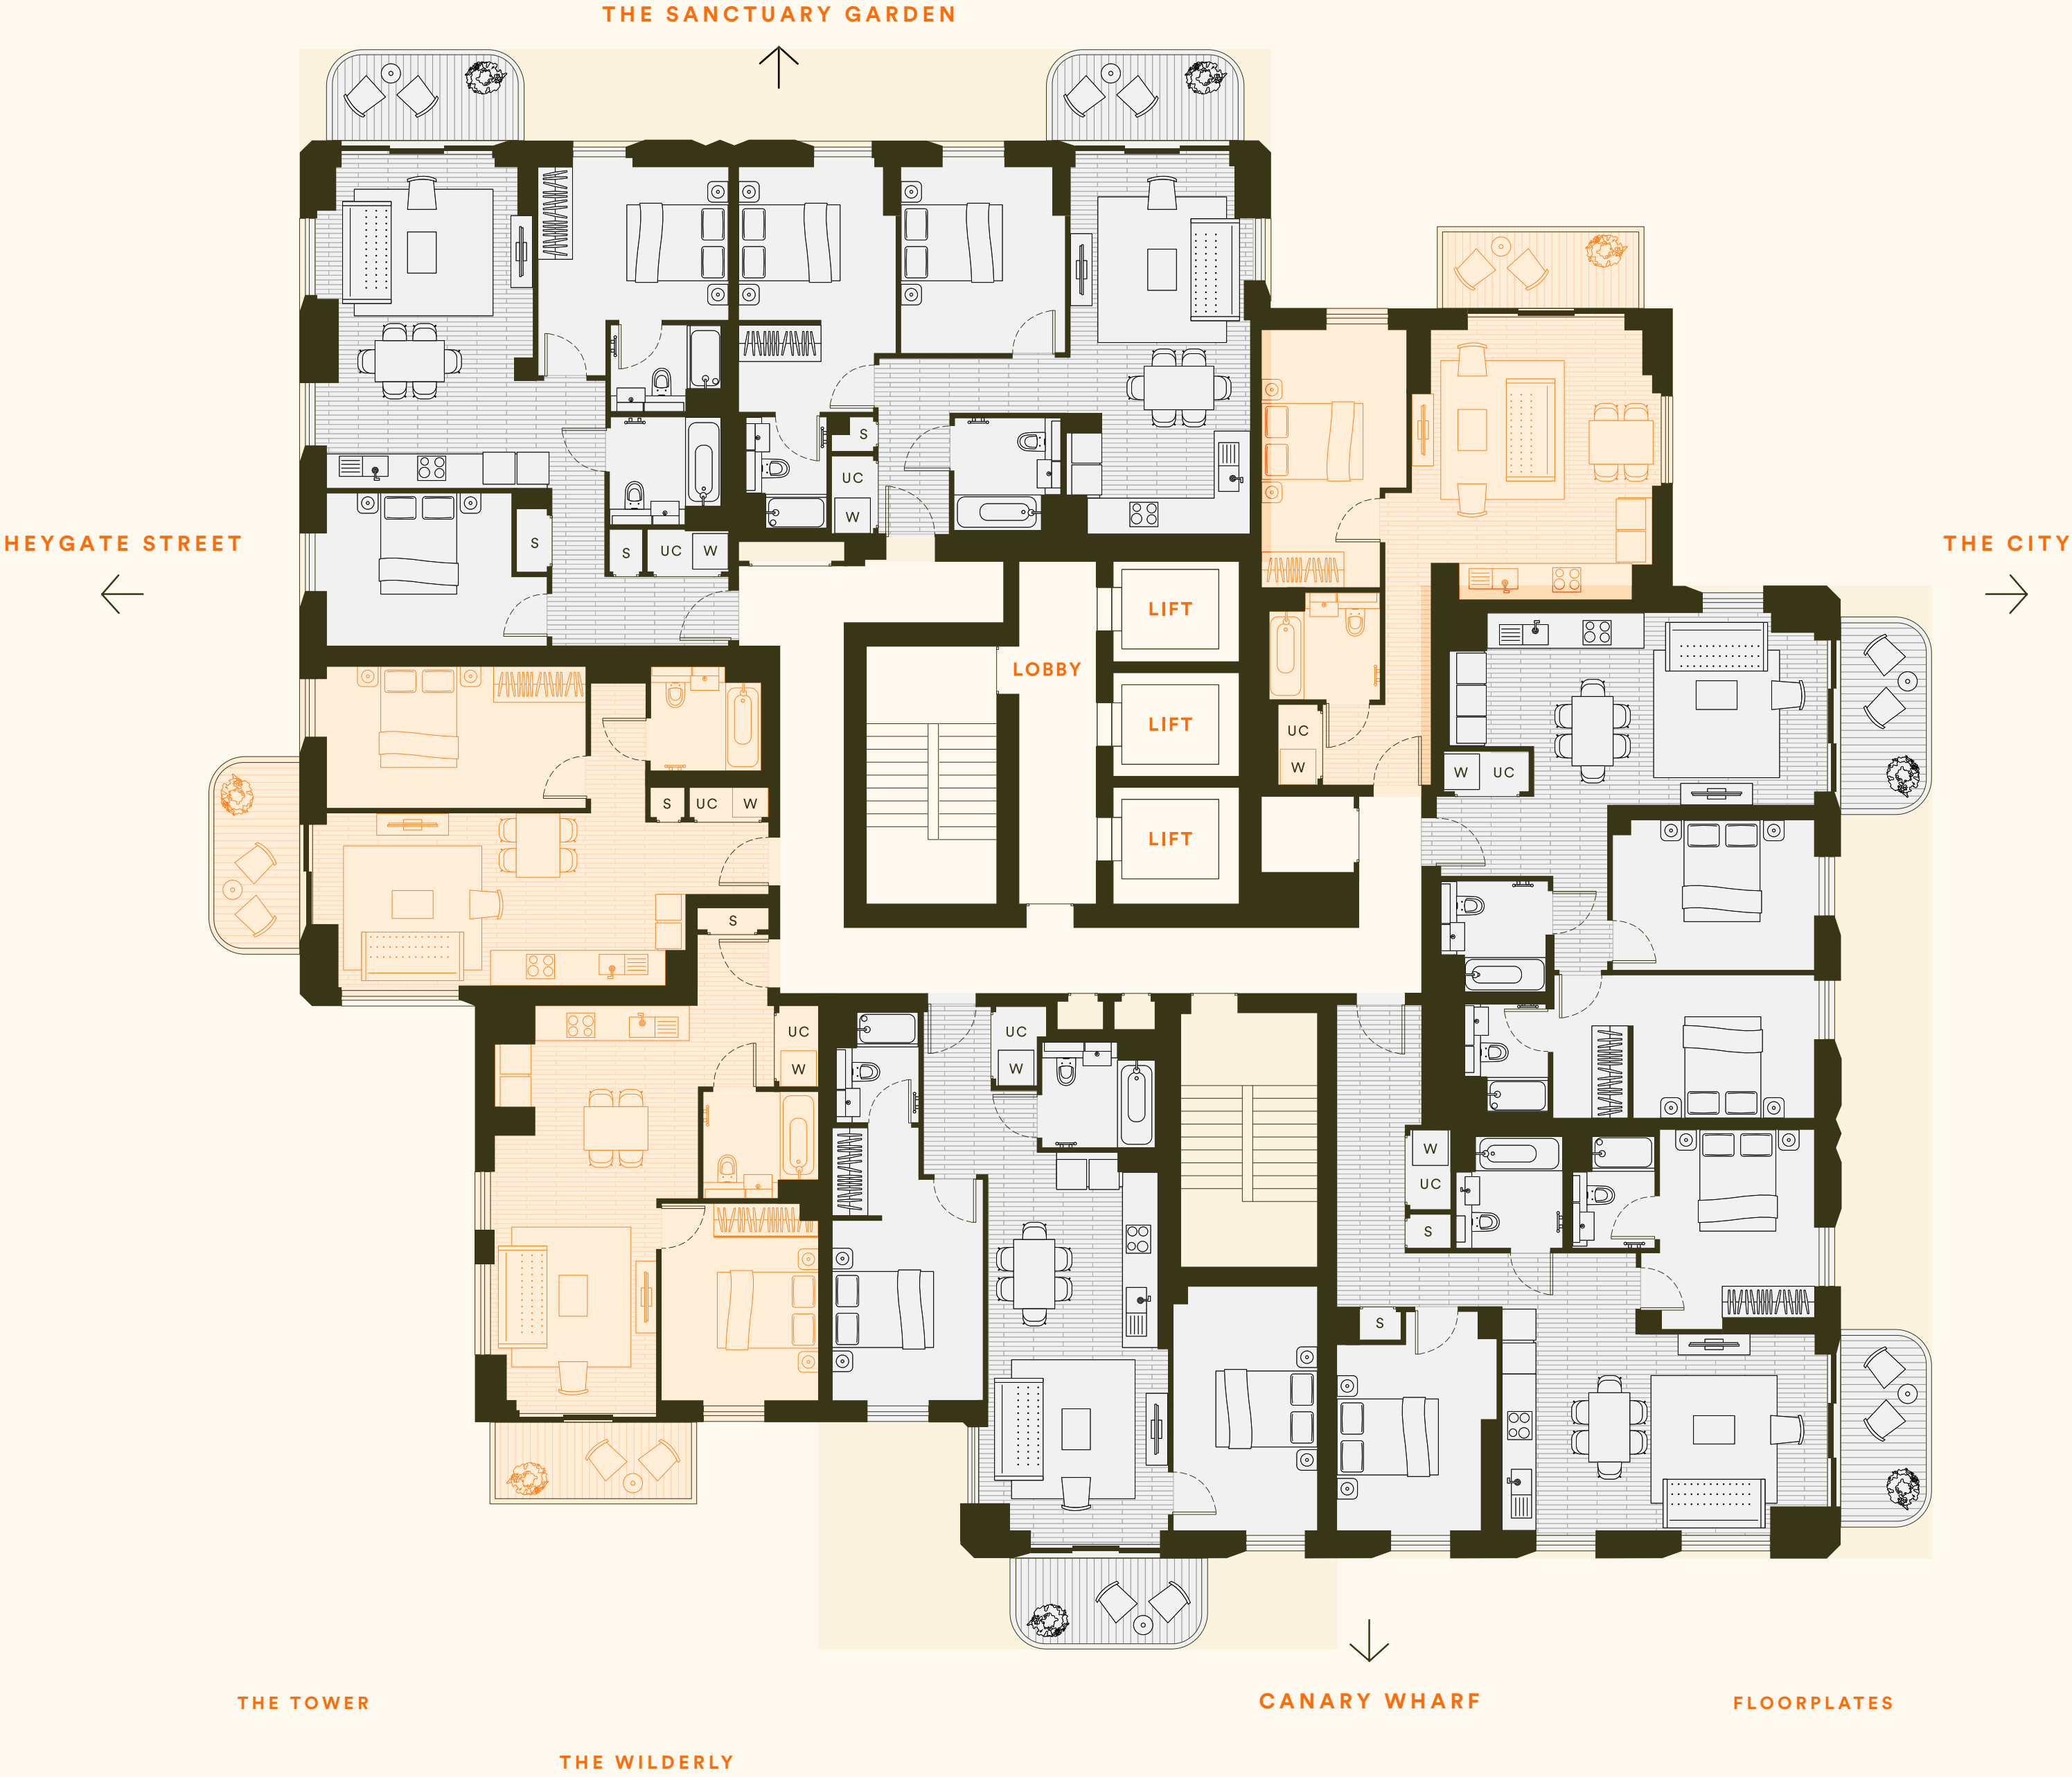 THE SANCTUARY GARDEN
S
UC
W
HEYGATE STREET
THE CITY
S
S
UC
W
LIFT
LOBBY
LIFT
UC
W
W
UC
S
UC
W
LIFT
S
UC
W
UC
W
W
UC
S
S
CANARY WHARF
THE TOWER
FLOORPLATES
THE WILDERLY